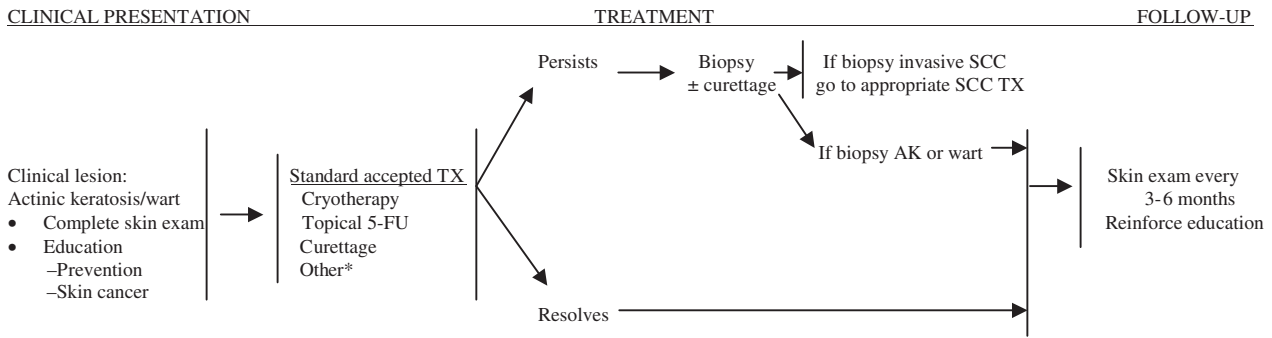 CLINICAL PRESENTATION TREATMENT FOLLOW-UP
Clinical lesion:
Actinic keratosis/wart
• Complete skin exam
• Education
–Prevention
–Skin cancer
Standard accepted TX
Cryotherapy
Topical 5-FU
Curettage
Other*
Persists
Biopsy
± curettage
If biopsy invasive SCC
go to appropriate SCC TX
If biopsy AK or wart
Resolves
Skin exam every
3-6 months
Reinforce education